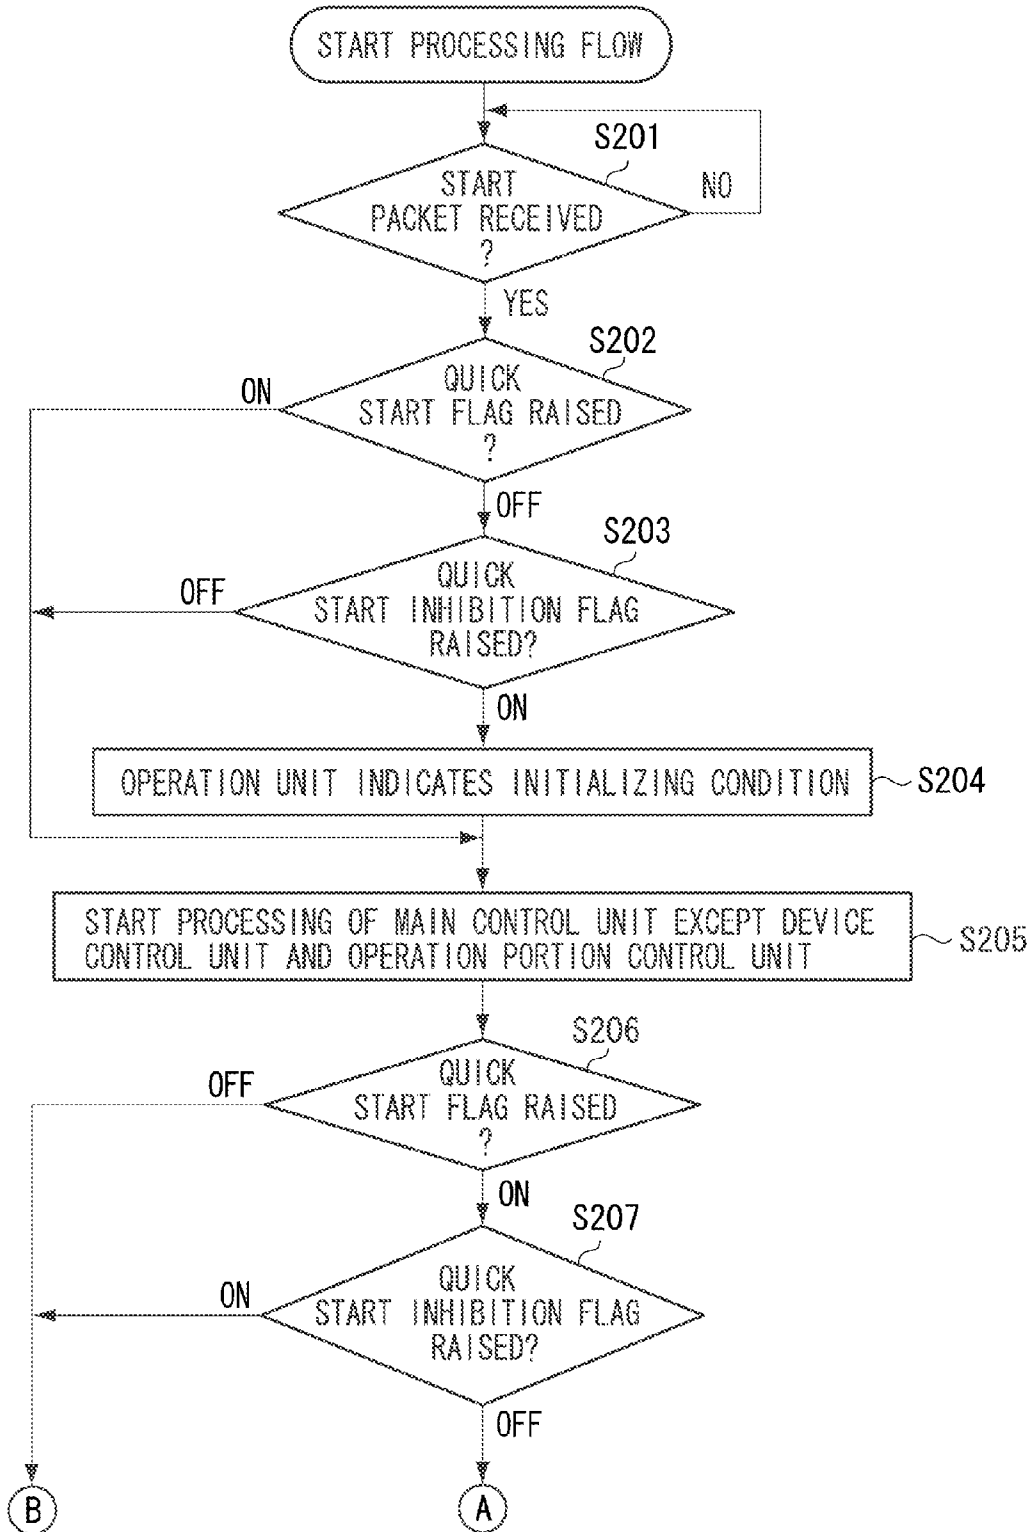 START PROCESSING FLOW
S201
START
PACKET RECEIVED
?
NO
YES
S202
QUICK
START FLAG RAISED
?
ON
OFF
S203
QUICK
START INHIBITION FLAG
RAISED?
OFF
ON
OPERATION UNIT INDICATES INITIALIZING CONDITION
S204
START PROCESSING OF MAIN CONTROL UNIT EXCEPT DEVICE
CONTROL UNIT AND OPERATION PORTION CONTROL UNIT
S205
S206
QUICK
START FLAG RAISED
?
OFF
ON
S207
QUICK
START INHIBITION FLAG
RAISED?
ON
OFF
B
A